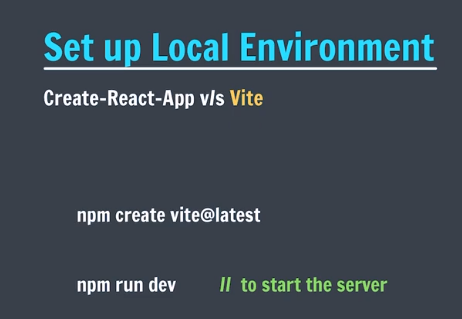 Set up Local Environment
Create-React-App v/s Vite
npm create vite@latest
npm run dev // to start the server